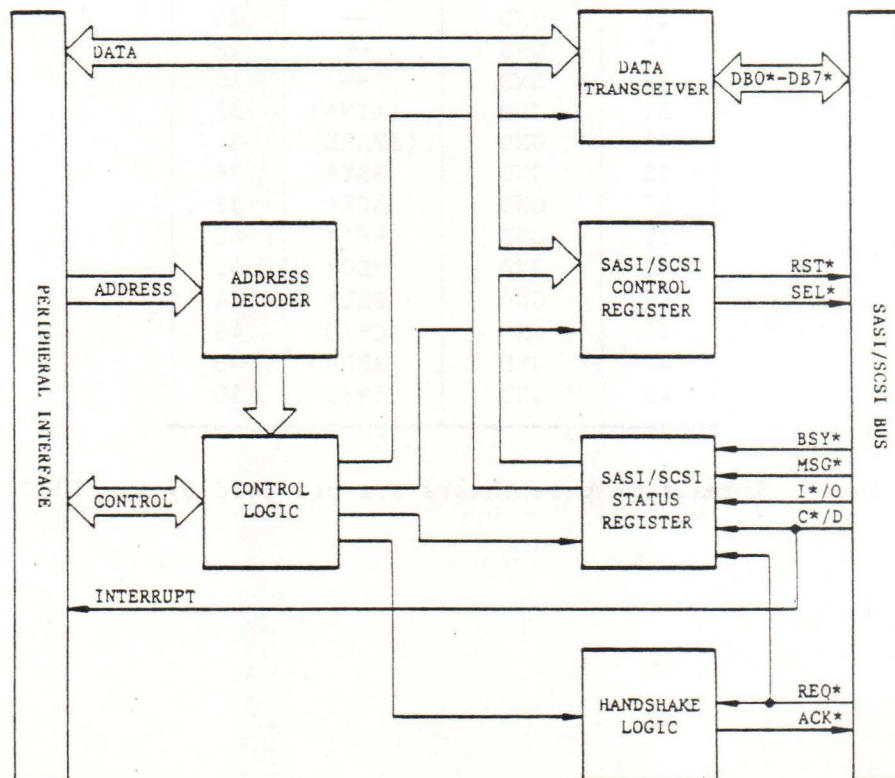 DATA
DATA
TRANSCEIVER
DB0*-DB7*
PERIPHERAL INTERFACE
ADDRESS
ADDRESS
DECODER
SASI/SCSI
CONTROL
REGISTER
RST*
SEL*
SASI/SCSI BUS
CONTROL
CONTROL
LOGIC
SASI/SCSI
STATUS
REGISTER
BSY*
MSG*
I*/O
C*/D
INTERRUPT
HANDSHAKE
LOGIC
REQ*
ACK*